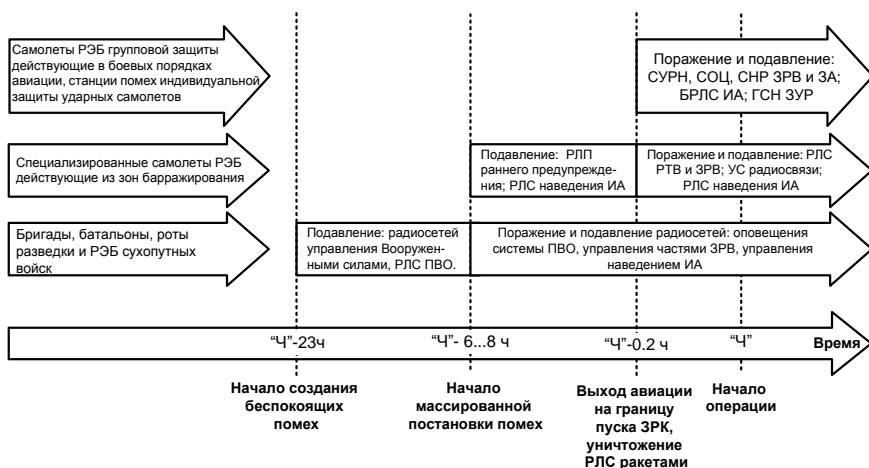 Самолеты РЭБ групповой защиты
действующие в боевых порядках
авиации, станции помех индивидуальной
защиты ударных самолетов
Поражение и подавление:
СУРН, СОЦ, СНР ЗРВ и ЗА;
БРЛС ИА; ГСН ЗУР
Специализированные самолеты РЭБ
действующие из зон барражирования
Подавление: РЛП
раннего предупрежде-
ния; РЛС наведения ИА
Поражение и подавление: РЛС
РТВ и ЗРВ; УС радиосвязи;
РЛС наведения ИА
Бригады, батальоны, роты
разведки и РЭБ сухопутных
войск
Подавление: радиосетей
управления Вооружен-
ными силами, РЛС ПВО.
Поражение и подавление радиосетей: оповещения
системы ПВО, управления частями ЗРВ, управления
наведением ИА
“Ч”-23ч
“Ч”- 6...8 ч
“Ч”-0.2 ч
“Ч”
Время
Начало создания
беспокоящих
помех
Начало
массированной
постановки помех
Выход авиации
на границу
пуска ЗРК,
уничтожение
РЛС ракетами
Начало
операции